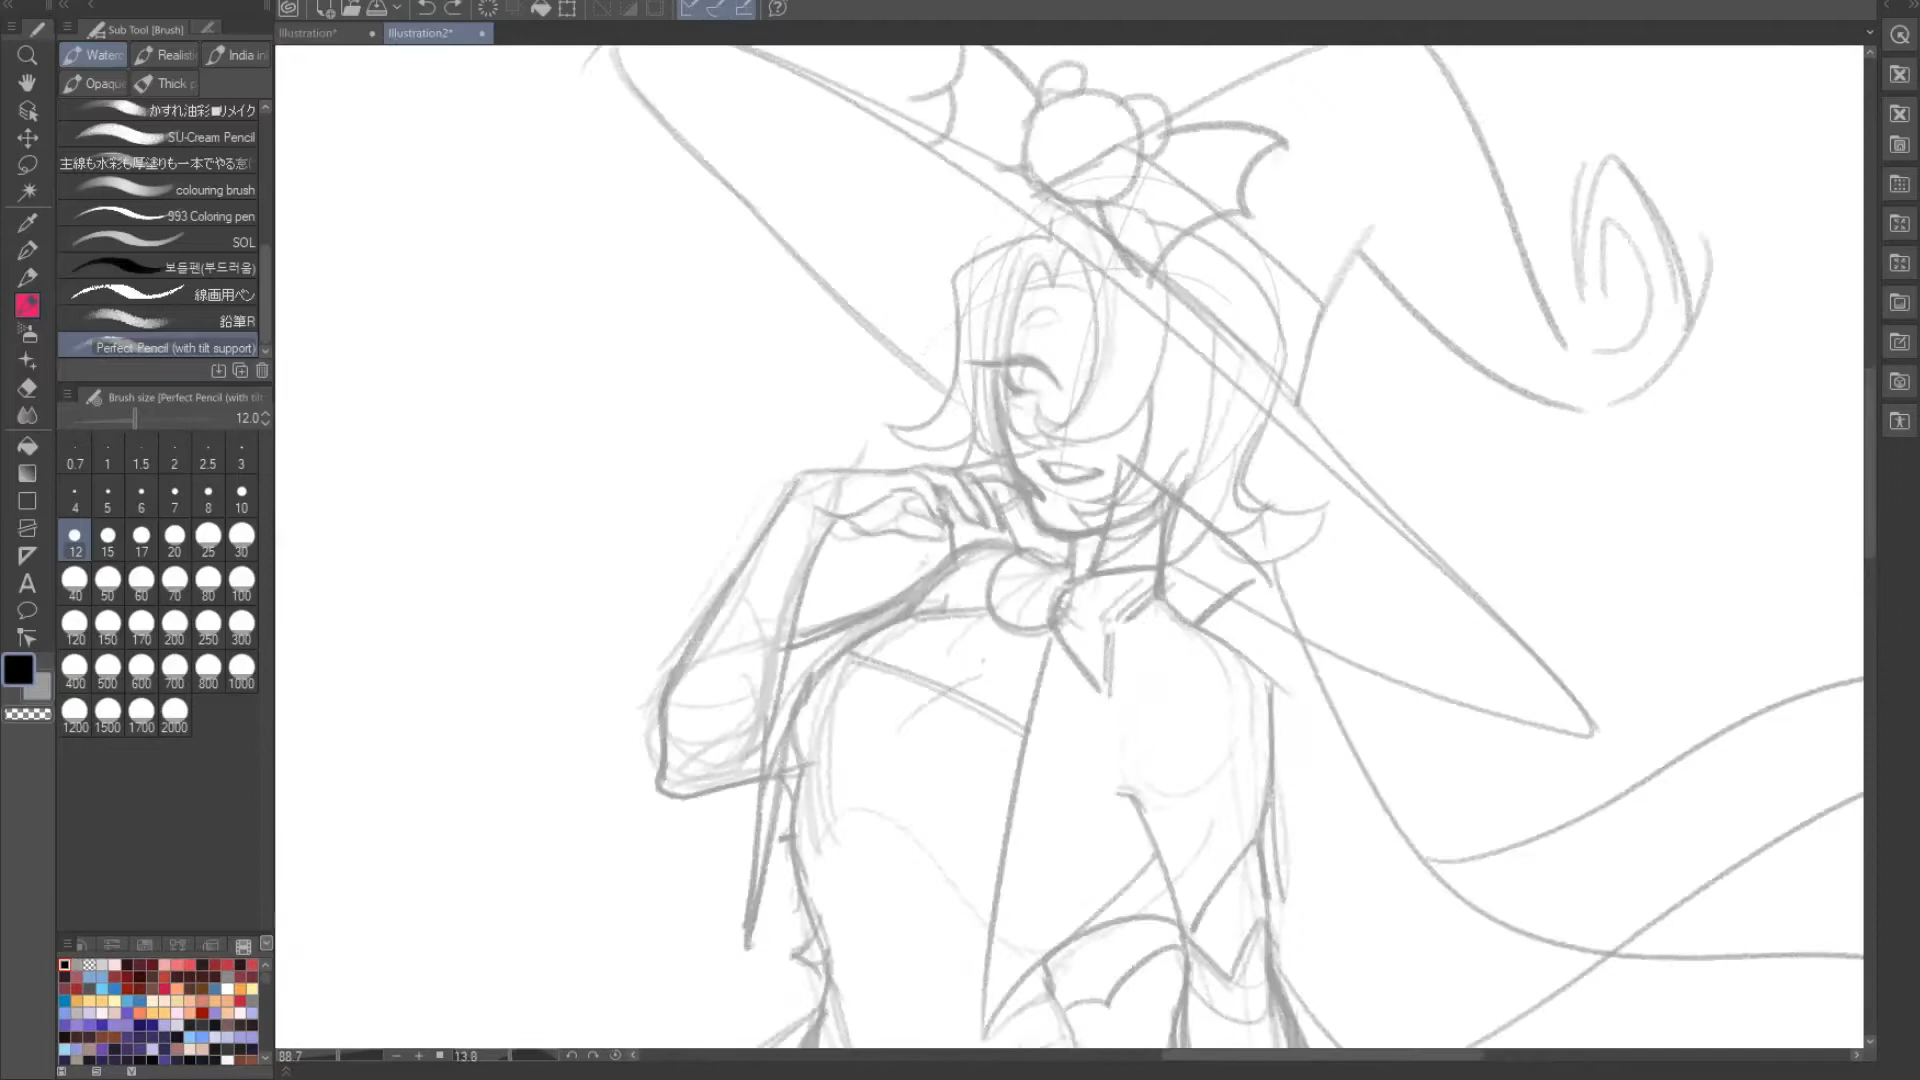 Sub Tool [Brush]
Illustration*
Illustration2*
Waterc
Realisti
India in
Opaque
Thick p
かすれ油彩■リメイク
SU-Cream Pencil
主線も水彩も厚塗りも一本でやる怠
colouring brush
993 Coloring pen
SOL
보들펜(부드러움)
線画用ペン
鉛筆R
Perfect Pencil (with tilt support)
Brush size [Perfect Pencil (with tilt
12.0
0.7 1 1.5 2 2.5 3
4 5 6 7 8 10
12 15 17 20 25 30
40 50 60 70 80 100
120 150 170 200 250 300
400 500 600 700 800 1000
1200 1500 1700 2000
88.7
13.8